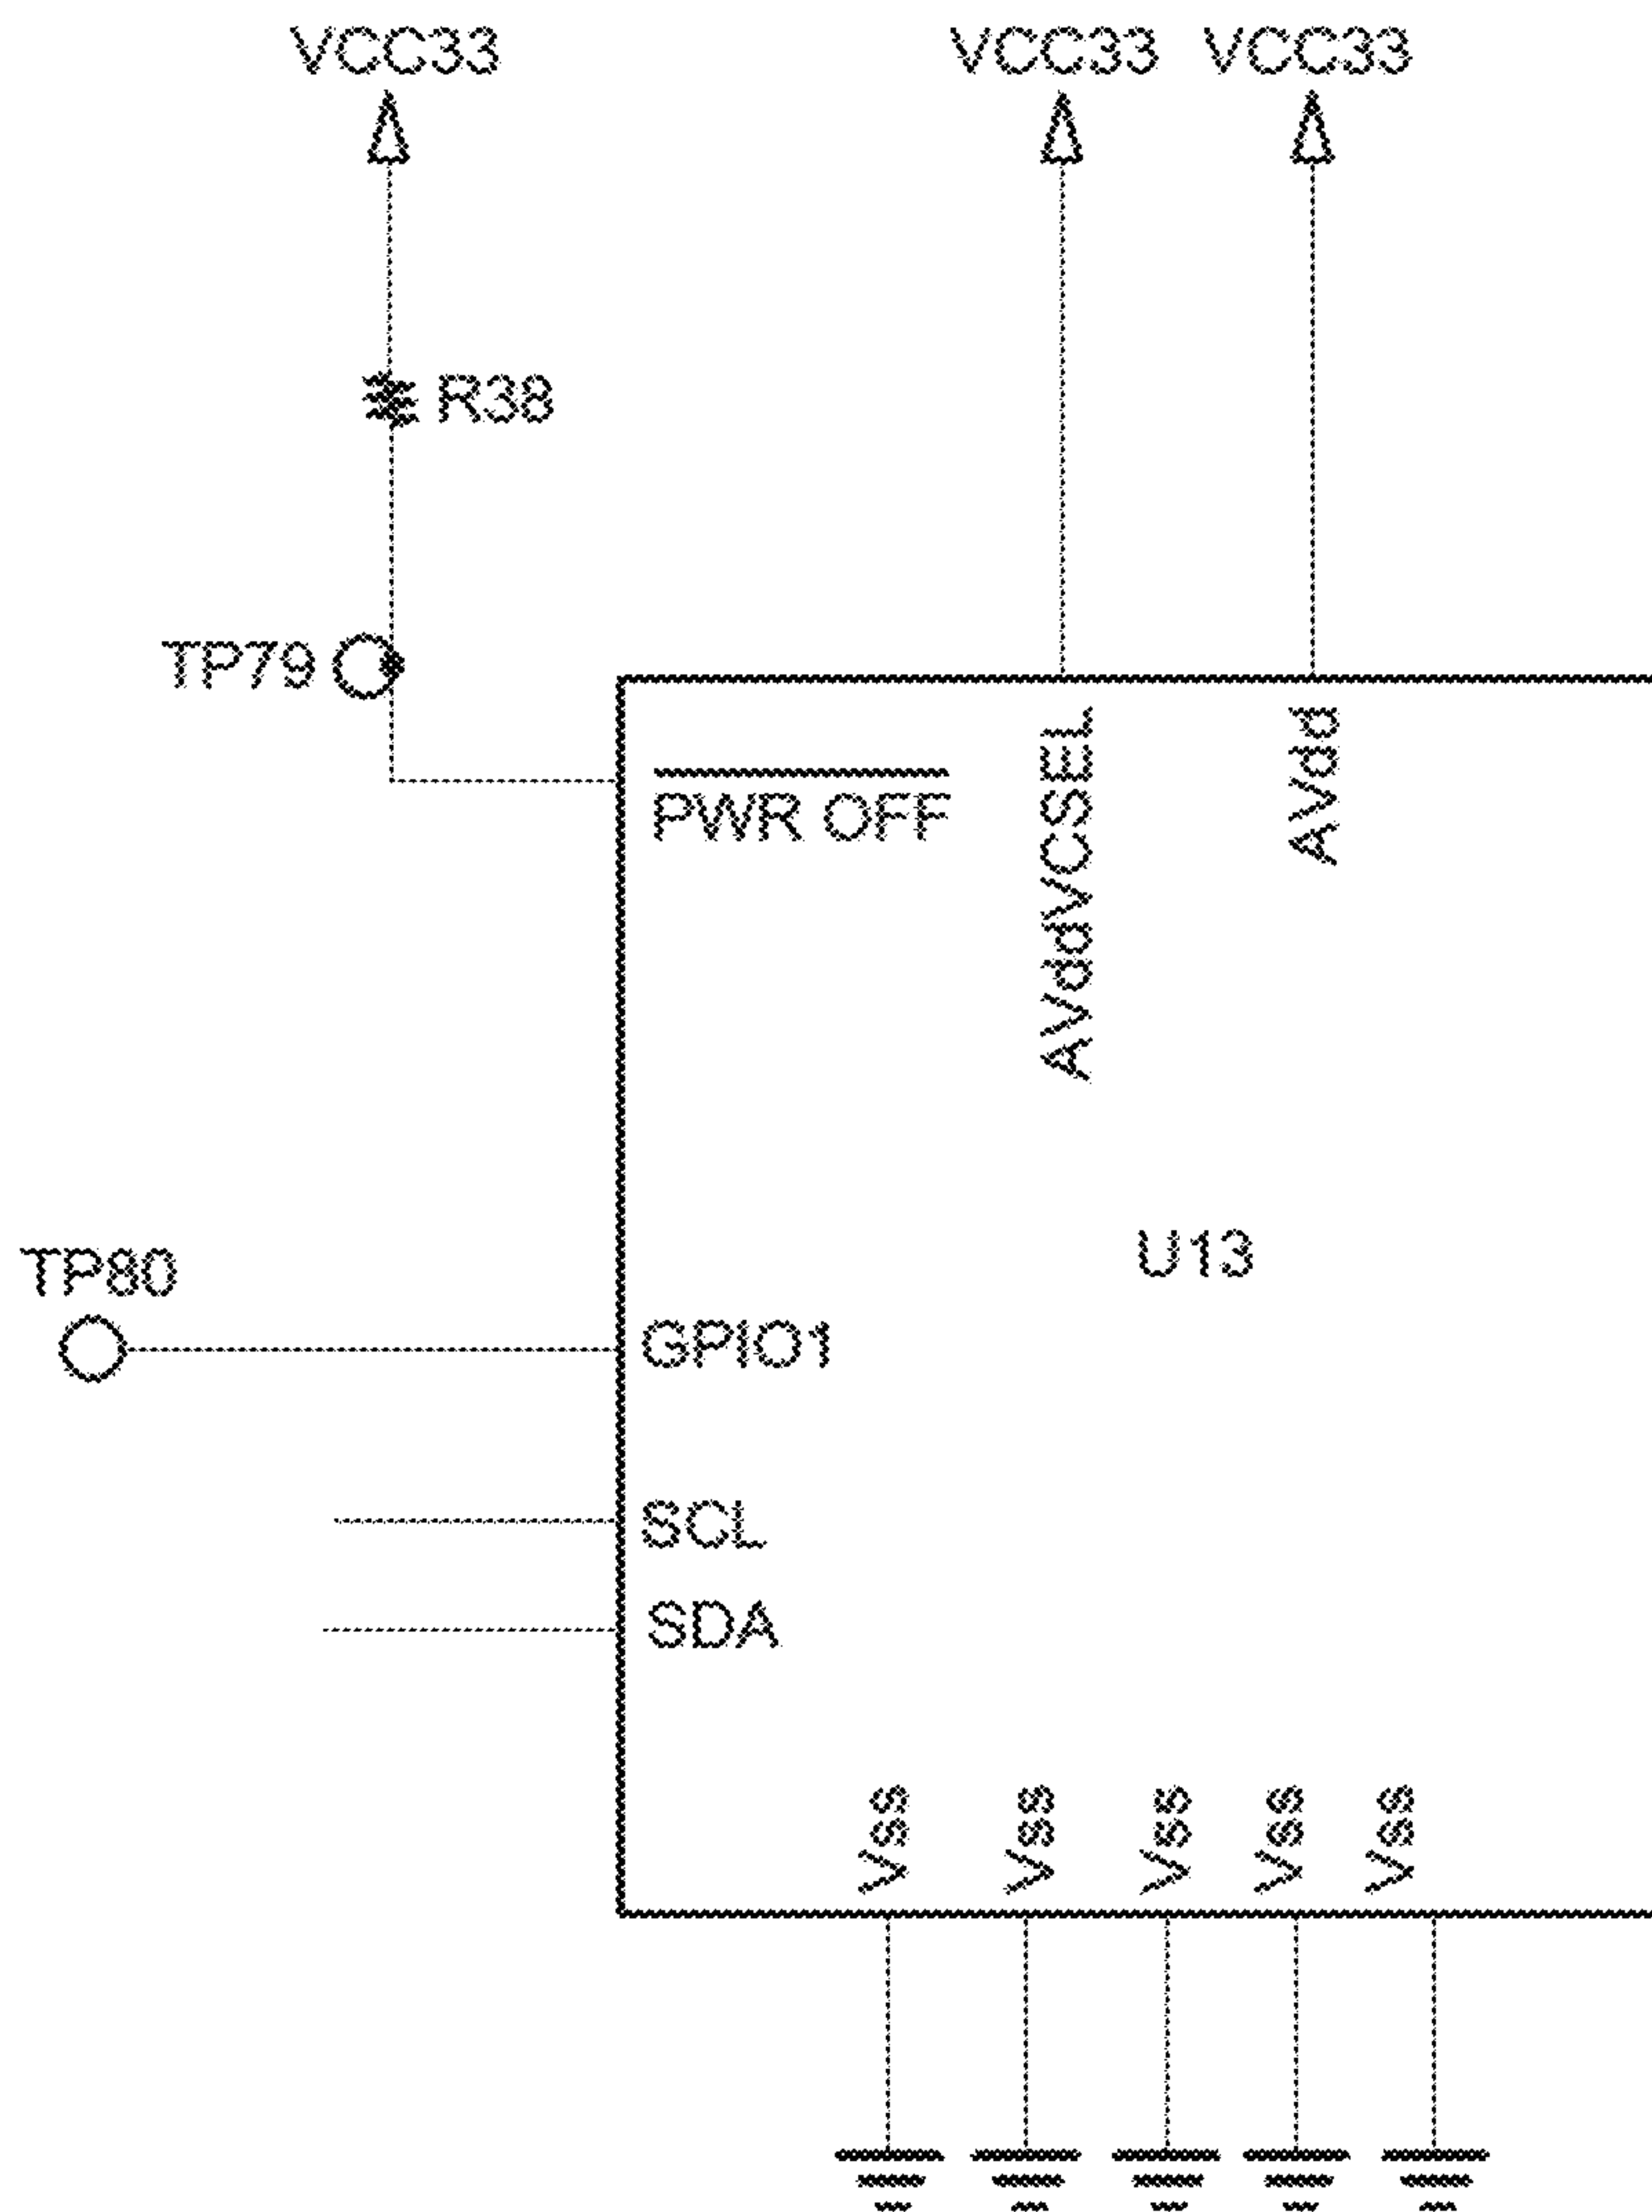 VCC33 VCC33 VCC33
R38
TP79
PWR OFF
AVddVCSEL
AVdd
U13
TP80
GPIO1
SCL
SDA
Vss Vss Vss Vss Vss